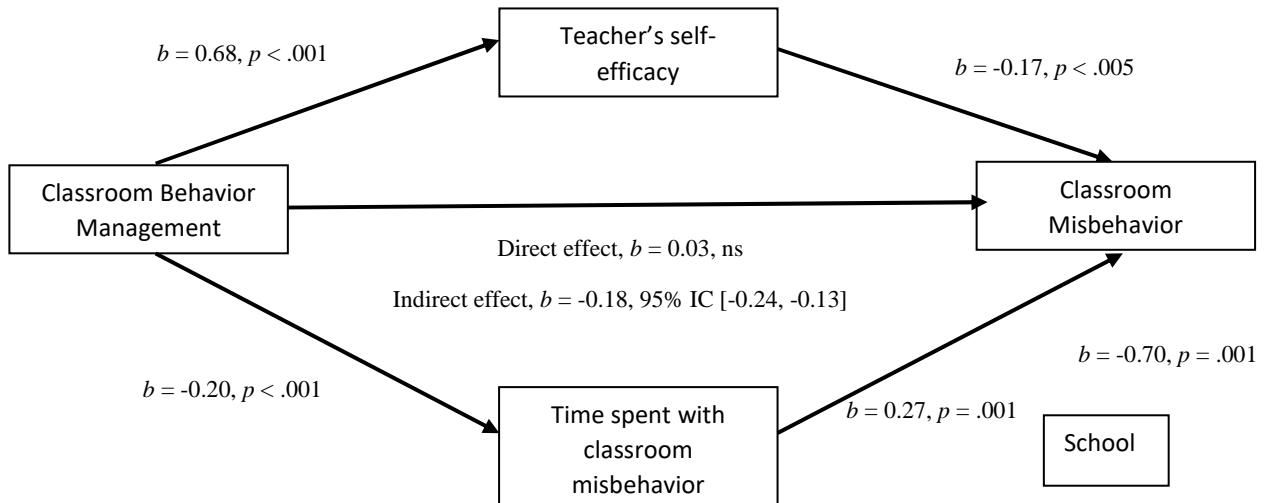 Teacher's self-
efficacy
b = 0.68, p < .001
b = -0.17, p < .005
Classroom Behavior
Management
Classroom
Misbehavior
Direct effect, b = 0.03, ns
Indirect effect, b = -0.18, 95% IC [-0.24, -0.13]
b = -0.70, p = .001
b = -0.20, p < .001
Time spent with
classroom
misbehavior
b = 0.27, p = .001
School